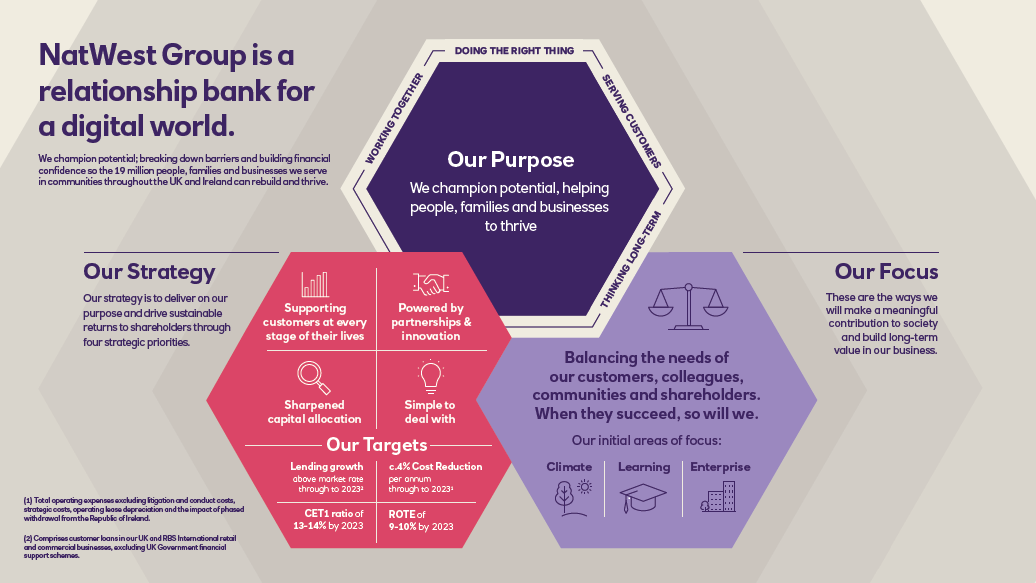 NatWest Group is a
relationship bank for
a digital world.
We champion potential; breaking down barriers and building financial
confidence so the 19 million people, families and businesses we serve
in communities throughout the UK and Ireland can rebuild and thrive.
DOING THE RIGHT THING
WORKING TOGETHER
SERVING CUSTOMERS
THINKING LONG-TERM
Our Purpose
We champion potential, helping
people, families and businesses
to thrive
Our Strategy
Our strategy is to deliver on our
purpose and drive sustainable
returns to shareholders through
four strategic priorities.
Supporting
customers at every
stage of their lives
Powered by
partnerships &
innovation
Sharpened
capital allocation
Simple to
deal with
Our Targets
Lending growth
above market rate
through to 2023²
c.4% Cost Reduction
per annum
through to 2023¹
CET1 ratio of
13-14% by 2023
ROTE of
9-10% by 2023
Our Focus
These are the ways we
will make a meaningful
contribution to society
and build long-term
value in our business.
Balancing the needs of
our customers, colleagues,
communities and shareholders.
When they succeed, so will we.
Our initial areas of focus:
Climate
Learning
Enterprise
(1) Total operating expenses excluding litigation and conduct costs,
strategic costs, operating lease depreciation and the impact of phased
withdrawal from the Republic of Ireland.
(2) Comprises customer loans in our UK and RBS International retail
and commercial businesses, excluding UK Government financial
support schemes.